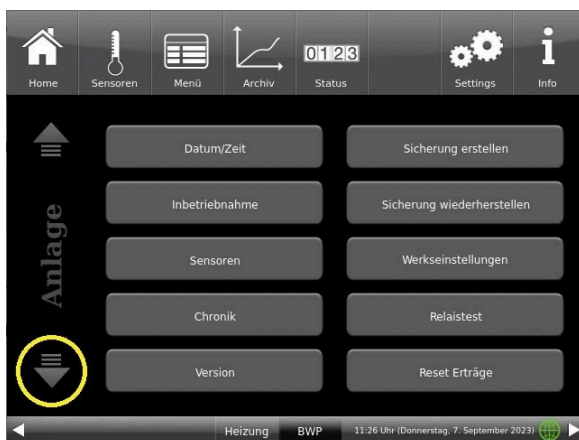 Home Sensoren Menü Archiv 0123 Status Settings i Info
Anlage
Datum/Zeit Sicherung erstellen
Inbetriebnahme Sicherung wiederherstellen
Sensoren Werkseinstellungen
Chronik Relaistest
Version Reset Erträge
Heizung BWP 11:26 Uhr (Donnerstag, 7. September 2023)